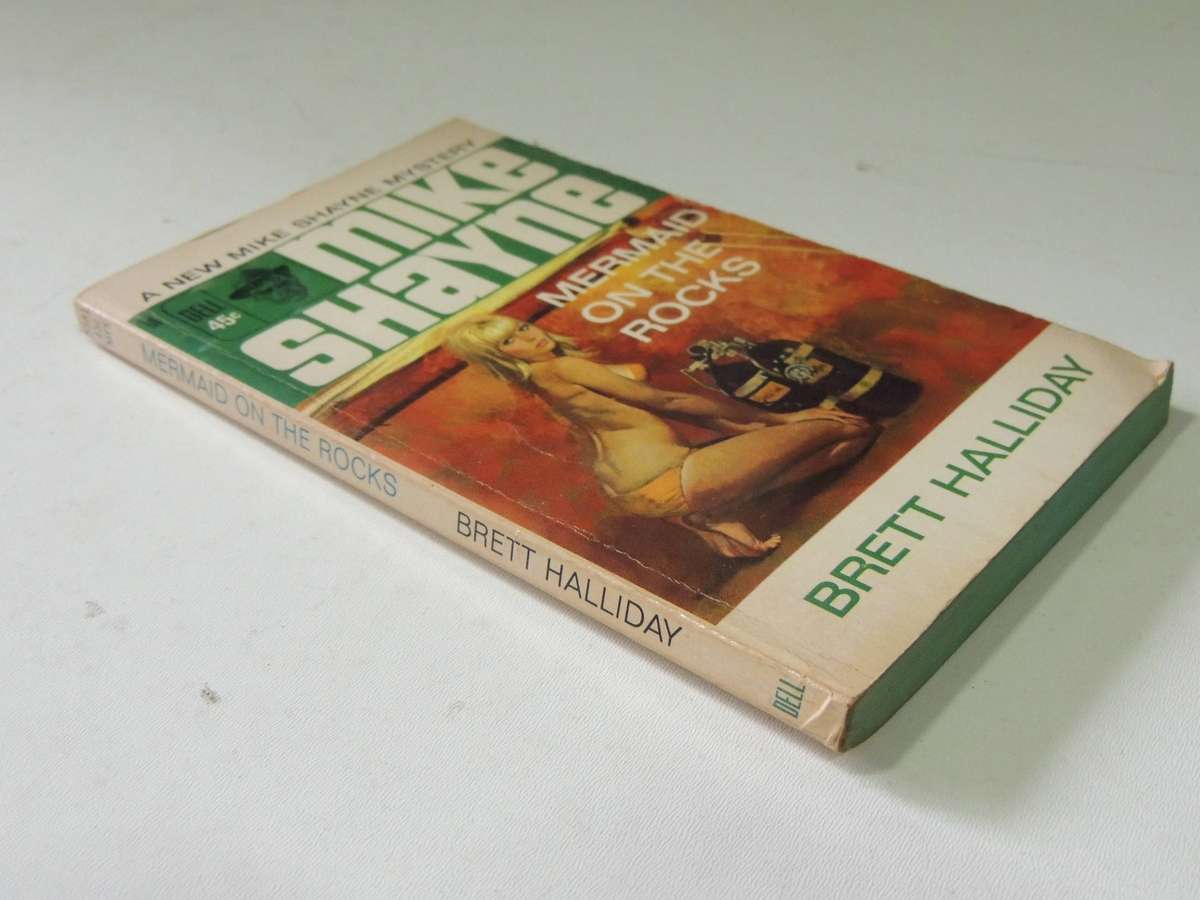 A NEW MIKE SHAYNE MYSTERY
DELL
45c
MIKE
SHAYNE
MERMAID
ON THE
ROCKS
BRETT HALLIDAY
MERMAID ON THE ROCKS
BRETT HALLIDAY
DELL